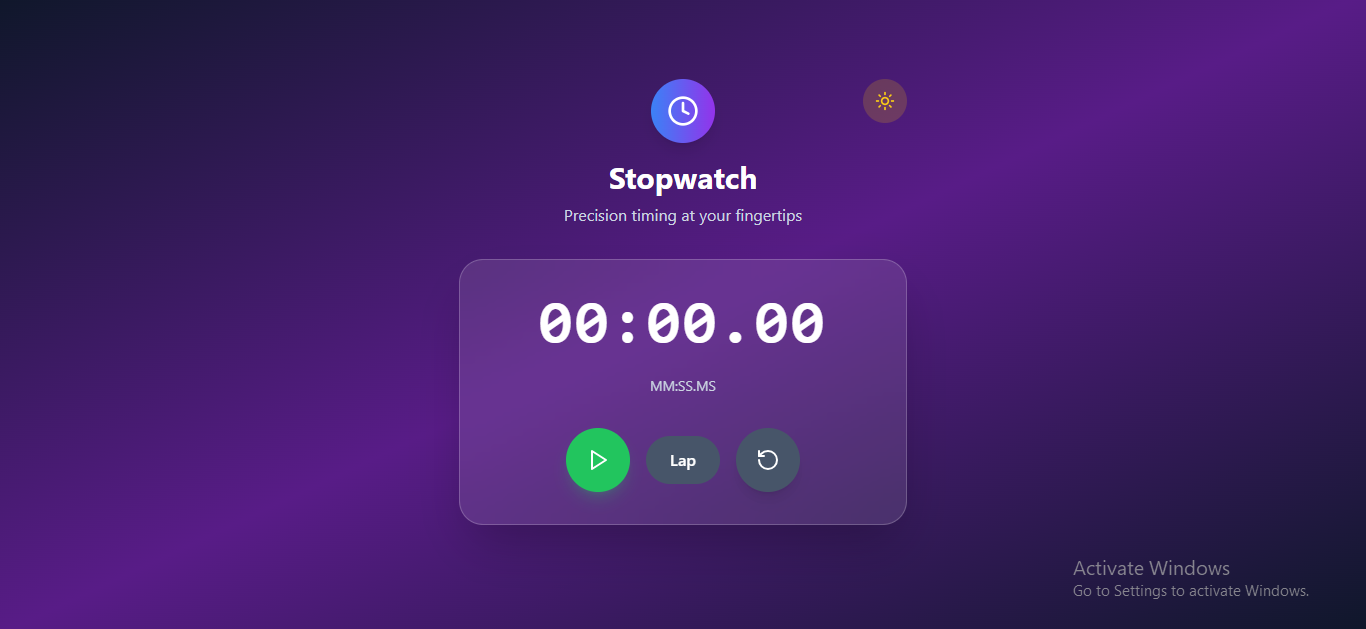 Stopwatch
Precision timing at your fingertips
00:00.00
MM:SS.MS
Lap
Activate Windows
Go to Settings to activate Windows.